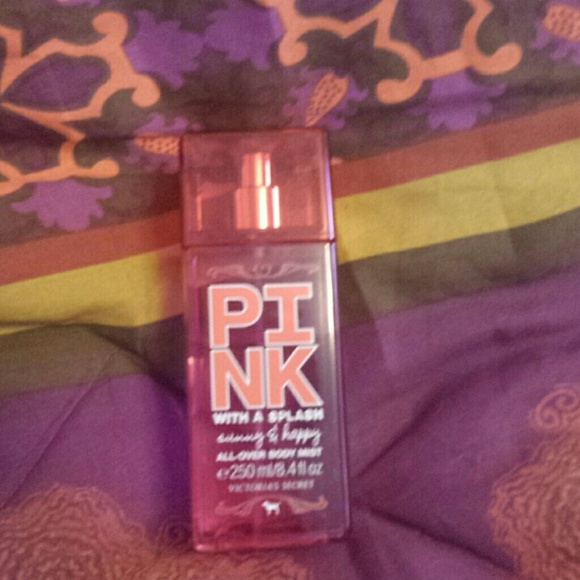 PI
NK
WITH A SPLASH
sunny & happy
ALL-OVER BODY MIST
℮250 ml/8.4 fl oz
VICTORIA'S SECRET